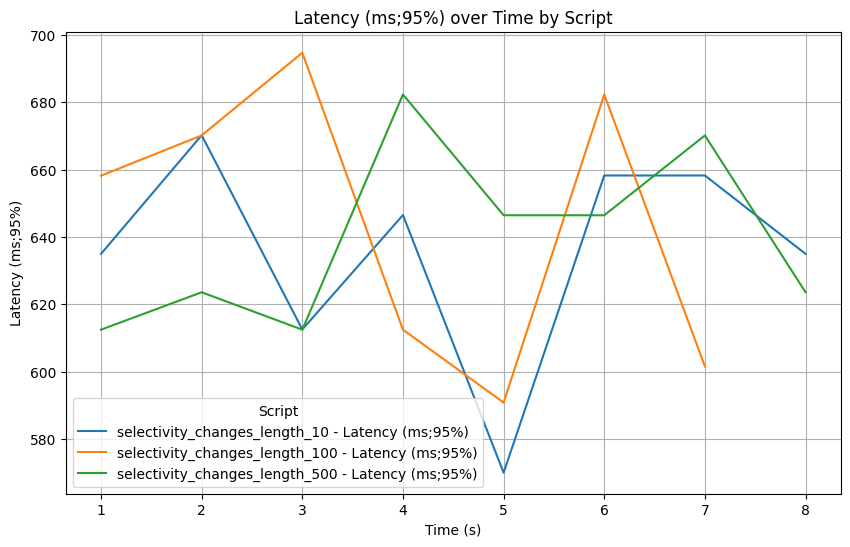 Latency (ms;95%) over Time by Script
Latency (ms;95%)
700
680
660
640
620
600
580
Script
selectivity_changes_length_10 - Latency (ms;95%)
selectivity_changes_length_100 - Latency (ms;95%)
selectivity_changes_length_500 - Latency (ms;95%)
1 2 3 4 5 6 7 8
Time (s)